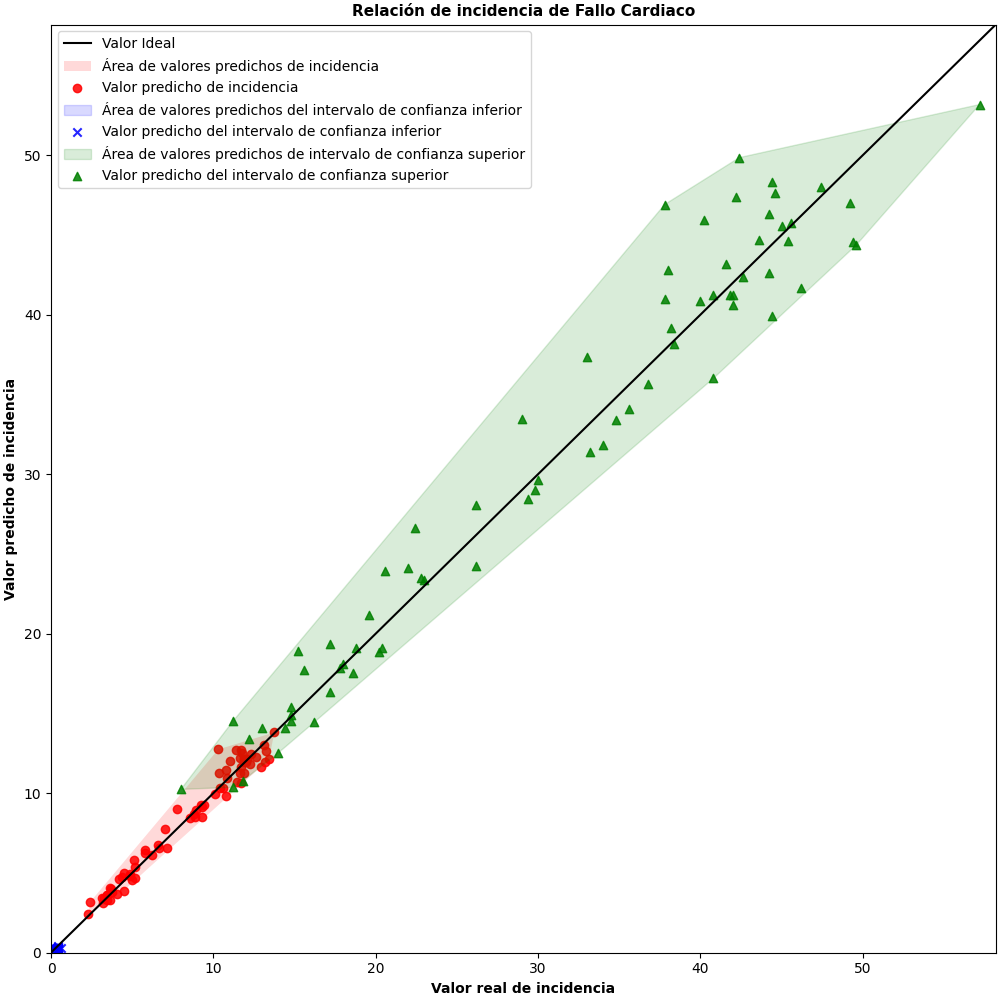 Relación de incidencia de Fallo Cardiaco
Valor Ideal
Área de valores predichos de incidencia
Valor predicho de incidencia
Área de valores predichos del intervalo de confianza inferior
Valor predicho del intervalo de confianza inferior
Área de valores predichos de intervalo de confianza superior
Valor predicho del intervalo de confianza superior
Valor predicho de incidencia
50
40
30
20
10
0
0 10 20 30 40 50
Valor real de incidencia